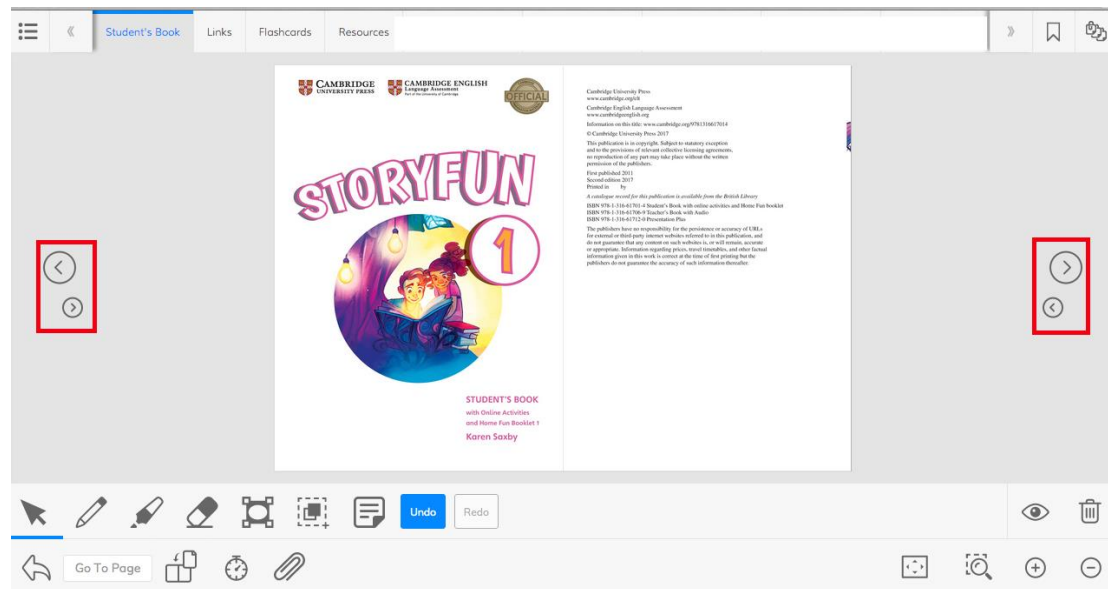 Student's Book Links Flashcards Resources
CAMBRIDGE
UNIVERSITY PRESS
CAMBRIDGE ENGLISH
Language Assessment
Part of the University of Cambridge
OFFICIAL
STORYFUN
1
STUDENT'S BOOK
with Online Activities
and Home Fun Booklet 1
Karen Saxby
Cambridge University Press
www.cambridge.org/elt
Cambridge English Language Assessment
www.cambridgeenglish.org
Information on this title: www.cambridge.org/9781316617014
© Cambridge University Press 2017
This publication is in copyright. Subject to statutory exception
and to the provisions of relevant collective licensing agreements,
no reproduction of any part may take place without the written
permission of the publishers.
First published 2011
Second edition 2017
Printed in by
A catalogue record for this publication is available from the British Library
ISBN 978-1-316-61701-4 Student's Book with online activities and Home Fun booklet
ISBN 978-1-316-61706-9 Teacher's Book with Audio
ISBN 978-1-316-61712-0 Presentation Plus
The publishers have no responsibility for the persistence or accuracy of URLs
for external or third-party internet websites referred to in this publication, and
do not guarantee that any content on such websites is, or will remain, accurate
or appropriate. Information regarding prices, travel timetables, and other factual
information given in this work is correct at the time of first printing but the
publishers do not guarantee the accuracy of such information thereafter.
Undo Redo
Go To Page